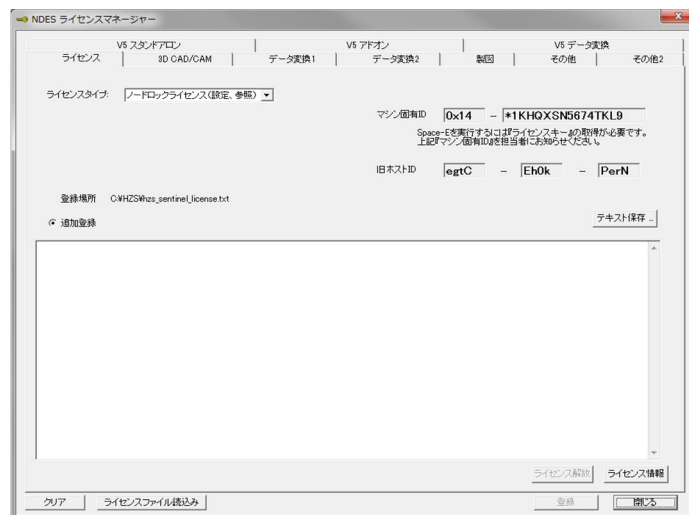 NDES ライセンスマネージャー
V5 スタンドアロン V5 アドオン V5 データ変換
ライセンス 3D CAD/CAM データ変換1 データ変換2 製図 その他 その他2
ライセンスタイプ: ノードロックライセンス(設定、参照)
マシン固有ID 0x14 - *1KHQXSN5674TKL9
Space-Eを実行するには『ライセンスキー』の取得が必要です。
上記『マシン固有ID』を担当者にお知らせください。
旧ホストID egtC - Eh0k - PerN
登録場所 C:¥HZS¥hzs_sentinel_license.txt
追加登録 テキスト保存 ..
ライセンス解放 ライセンス情報
クリア ライセンスファイル読込み 登録 閉じる